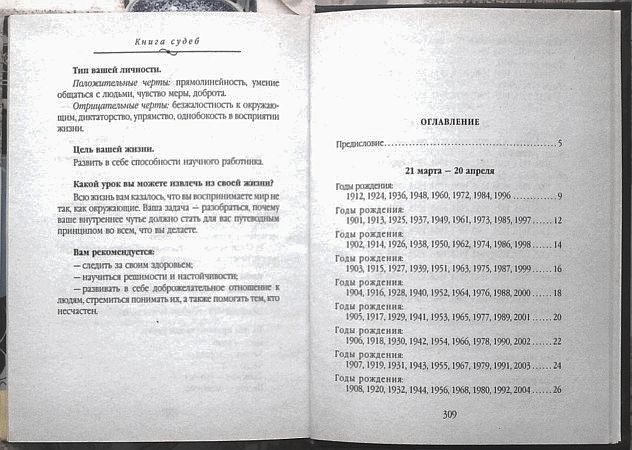 Книга судеб
Тип вашей личности.
Положительные черты: прямолинейность, умение
общаться с людьми, чувство меры, доброта.
Отрицательные черты: безжалостность к окружаю-
щим, диктаторство, упрямство, однобокость в восприятии
жизни.
Цель вашей жизни.
Развить в себе способности научного работника.
Какой урок вы можете извлечь из своей жизни?
Всю жизнь вам казалось, что вы воспринимаете мир не
так, как окружающие. Ваша задача — разобраться, почему
ваше внутреннее чутье должно стать для вас путеводным
принципом во всем, что вы делаете.
Вам рекомендуется:
— следить за своим здоровьем;
— научиться решимости и настойчивости;
— развивать в себе доброжелательное отношение к
людям, стремиться понимать их, а также помогать тем, кто
несчастен.
ОГЛАВЛЕНИЕ
Предисловие..................................................... 5
21 марта — 20 апреля
Годы рождения:
1912, 1924, 1936, 1948, 1960, 1972, 1984, 1996 ............ 9
Годы рождения:
1901, 1913, 1925, 1937, 1949, 1961, 1973, 1985, 1997...... 12
Годы рождения:
1902, 1914, 1926, 1938, 1950, 1962, 1974, 1986, 1998 ...... 14
Годы рождения:
1903, 1915, 1927, 1939, 1951, 1963, 1975, 1987, 1999...... 16
Годы рождения:
1904, 1916, 1928, 1940, 1952, 1964, 1976, 1988, 2000 ...... 18
Годы рождения:
1905, 1917, 1929, 1941, 1953, 1965, 1977, 1989, 2001 ...... 20
Годы рождения:
1906, 1918, 1930, 1942, 1954, 1966, 1978, 1990, 2002 ...... 22
Годы рождения:
1907, 1919, 1931, 1943, 1955, 1967, 1979, 1991, 2003 ...... 24
Годы рождения:
1908, 1920, 1932, 1944, 1956, 1968, 1980, 1992, 2004...... 26
309